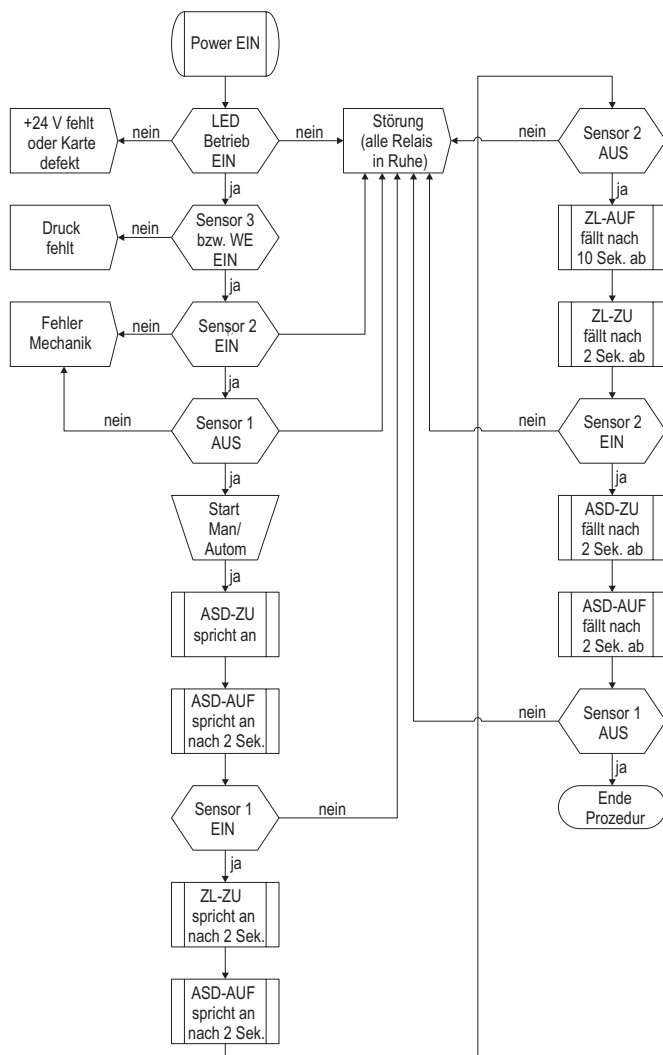 Power EIN
LED
Betrieb
EIN
nein
+24 V fehlt
oder Karte
defekt
nein
Störung
(alle Relais
in Ruhe)
ja
Sensor 3
bzw. WE
EIN
nein
Druck
fehlt
ja
Sensor 2
EIN
nein
Fehler
Mechanik
ja
Sensor 1
AUS
nein
ja
Start
Man/
Autom
ja
ASD-ZU
spricht an
ASD-AUF
spricht an
nach 2 Sek.
Sensor 1
EIN
nein
ja
ZL-ZU
spricht an
nach 2 Sek.
ASD-AUF
spricht an
nach 2 Sek.
Sensor 2
AUS
nein
ja
ZL-AUF
fällt nach
10 Sek. ab
ZL-ZU
fällt nach
2 Sek. ab
Sensor 2
EIN
nein
ja
ASD-ZU
fällt nach
2 Sek. ab
ASD-AUF
fällt nach
2 Sek. ab
Sensor 1
AUS
nein
ja
Ende
Prozedur